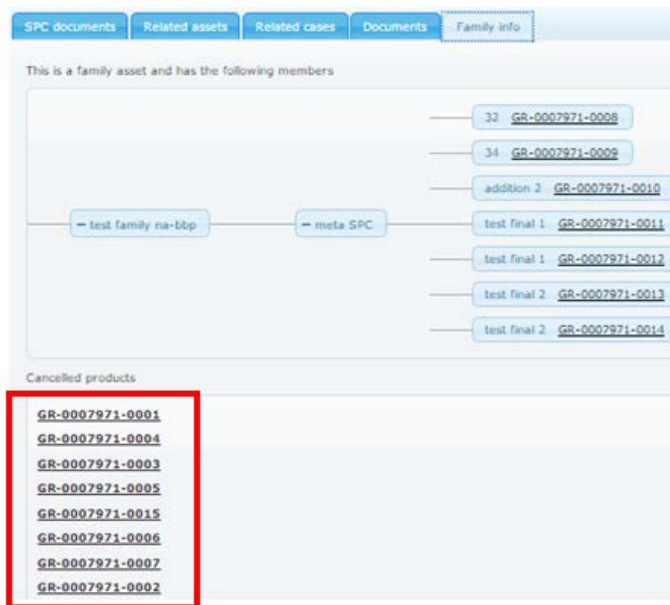 SPC documents Related assets Related cases Documents Family info
This is a family asset and has the following members
32 GR-0007971-0008
34 GR-0007971-0009
addition 2 GR-0007971-0010
− test family na-bbp − meta SPC test final 1 GR-0007971-0011
test final 1 GR-0007971-0012
test final 2 GR-0007971-0013
test final 2 GR-0007971-0014
Cancelled products
GR-0007971-0001
GR-0007971-0004
GR-0007971-0003
GR-0007971-0005
GR-0007971-0015
GR-0007971-0006
GR-0007971-0007
GR-0007971-0002